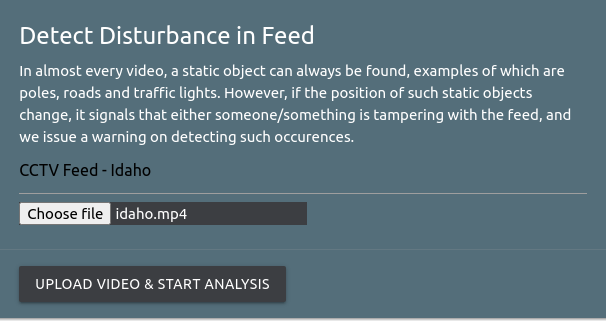 Detect Disturbance in Feed
In almost every video, a static object can always be found, examples of which are
poles, roads and traffic lights. However, if the position of such static objects
change, it signals that either someone/something is tampering with the feed, and
we issue a warning on detecting such occurences.
CCTV Feed - Idaho
Choose file idaho.mp4
UPLOAD VIDEO & START ANALYSIS